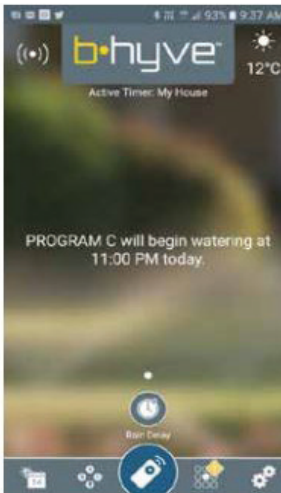 93% 9:37 AM
b•hyve™
12°C
Active Timer: My House
PROGRAM C will begin watering at
11:00 PM today.
Rain Delay